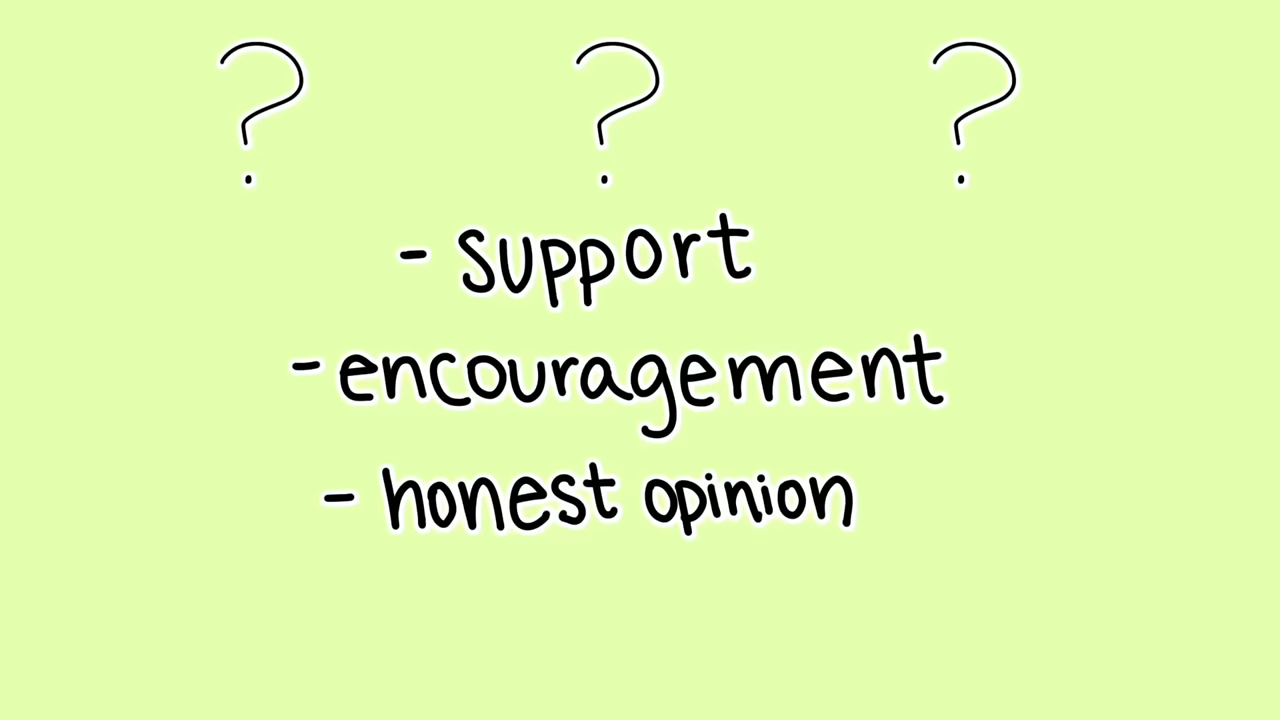 ? ? ?
- support
- encouragement
- honest opinion